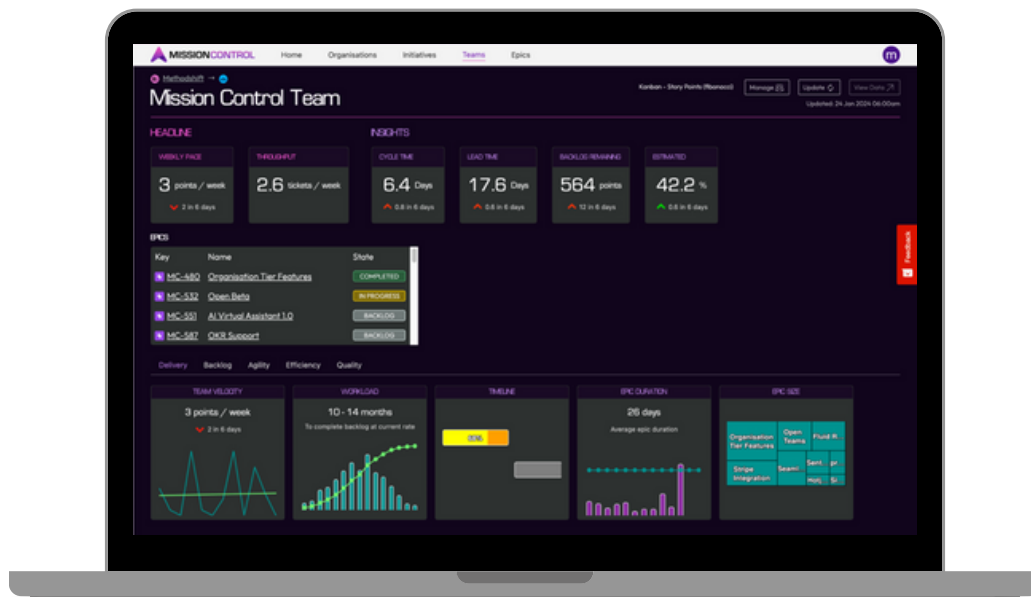 MISSIONCONTROL Home Organisations Initiatives Teams Epics m
Methodshift →
Mission Control Team
Kanban - Story Points (fibonacci) Manage Update View Data
Updated: 24 Jan 2024 06:00am
HEADLINE INSIGHTS
WEEKLY PACE THROUGHPUT CYCLE TIME LEAD TIME BACKLOG REMAINING ESTIMATED
3 points / week 2.6 tickets / week 6.4 Days 17.6 Days 564 points 42.2 %
2 in 6 days 0.8 in 6 days 0.8 in 6 days 12 in 6 days 0.6 in 6 days
Feedback
EPICS
Key Name State
MC-480 Organisation Tier Features COMPLETED
MC-532 Open Beta IN PROGRESS
MC-551 AI Virtual Assistant 1.0 BACKLOG
MC-587 OKR Support BACKLOG
Delivery Backlog Agility Efficiency Quality
TEAM VELOCITY WORKLOAD TIMELINE EPIC DURATION EPIC SIZE
3 points / week 10 - 14 months 26 days
2 in 6 days To complete backlog at current rate Average epic duration
Organisation Tier Features Open Teams Fluid R
Stripe Integration Seami Sent pr
Hotj Si